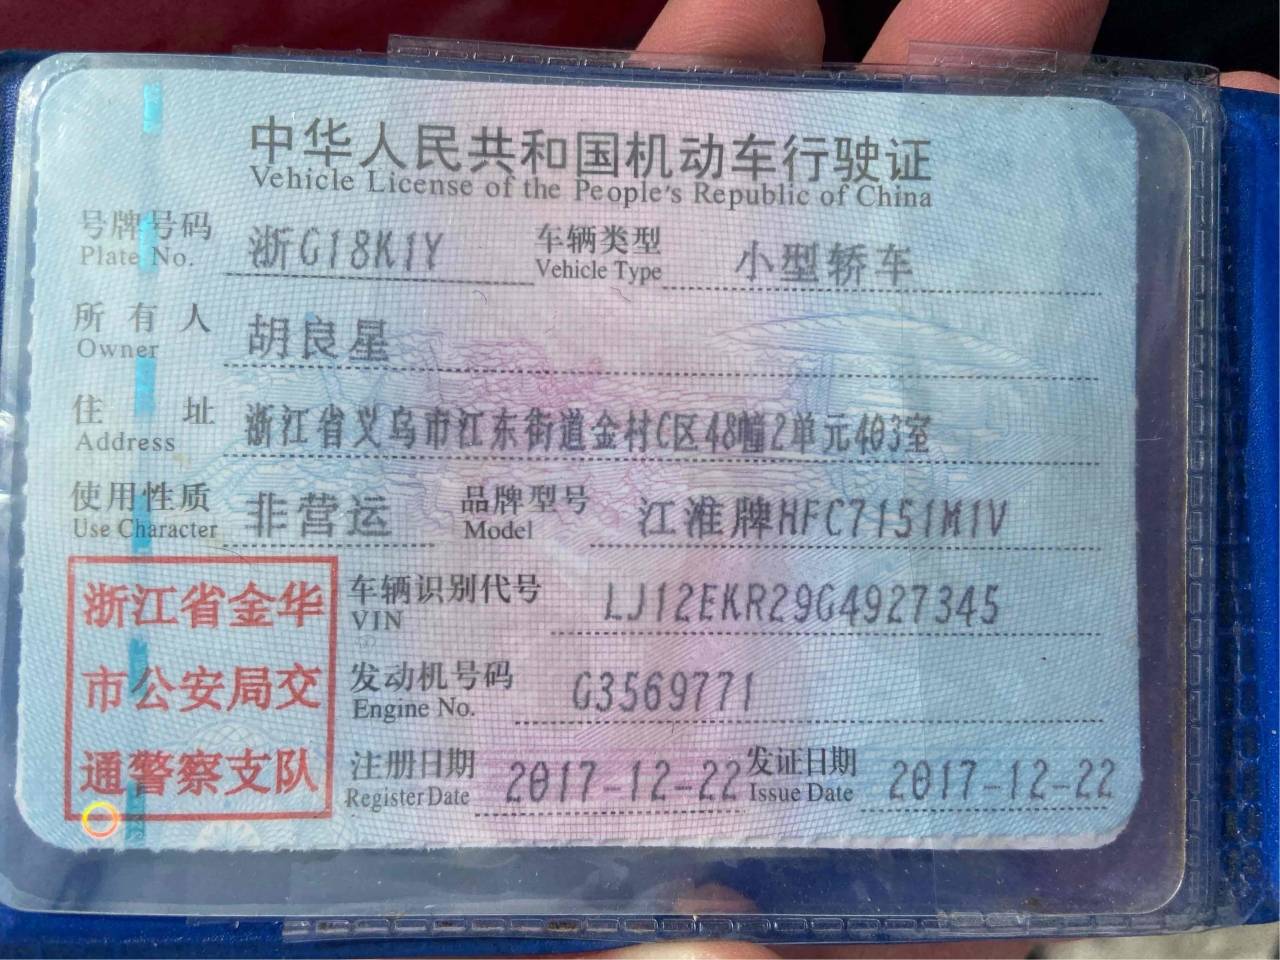 中华人民共和国机动车行驶证
Vehicle License of the People's Republic of China
号牌号码 浙G18K1Y 车辆类型 小型轿车
Plate No. Vehicle Type
所有人 胡良星
Owner
住址 浙江省义乌市江东街道金村C区48幢2单元403室
Address
使用性质 非营运 品牌型号 江淮牌HFC7151M1V
Use Character Model
浙江省金华
市公安局交
通警察支队
车辆识别代号 LJ12EKR29G4927345
VIN
发动机号码 G3569771
Engine No.
注册日期 2017-12-22 发证日期 2017-12-22
Register Date Issue Date